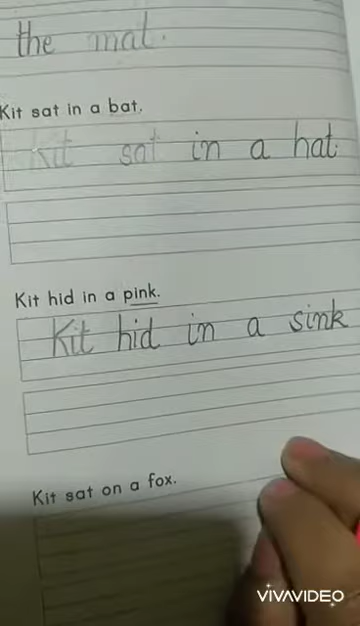 the mat.
Kit sat in a bat.
Kit sat in a hat.
Kit hid in a pink.
Kit hid in a sink
Kit sat on a fox.
VIVAVIDEO